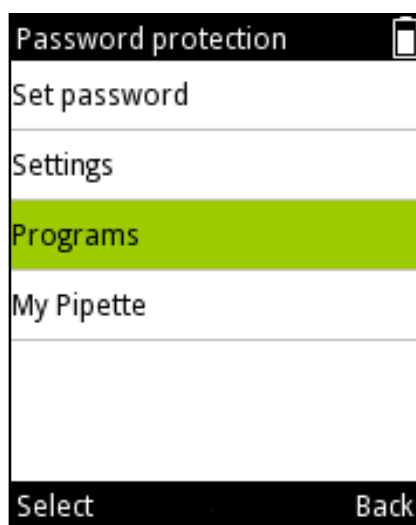 Password protection
Set password
Settings
Programs
My Pipette
Select Back